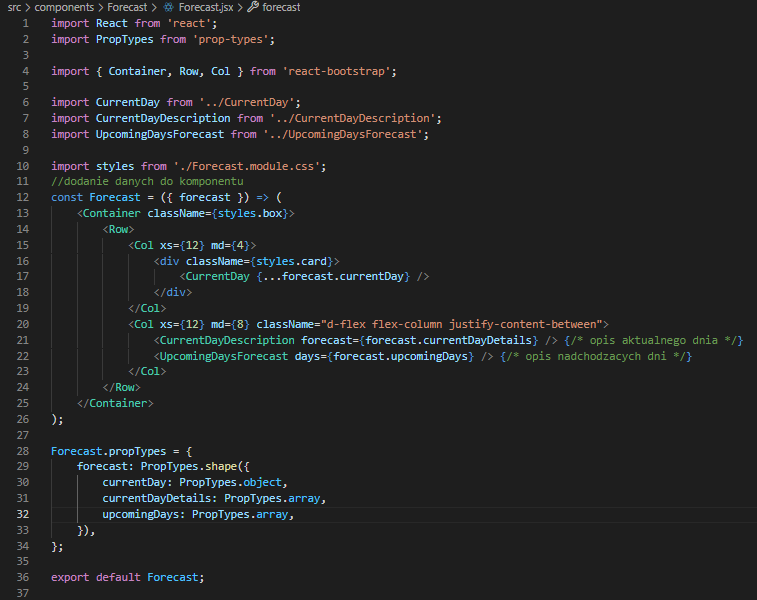 src > components > Forecast > Forecast.jsx > forecast
1 import React from 'react';
2 import PropTypes from 'prop-types';
3
4 import { Container, Row, Col } from 'react-bootstrap';
5
6 import CurrentDay from '../CurrentDay';
7 import CurrentDayDescription from '../CurrentDayDescription';
8 import UpcomingDaysForecast from '../UpcomingDaysForecast';
9
10 import styles from './Forecast.module.css';
11 //dodanie danych do komponentu
12 const Forecast = ({ forecast }) => (
13     <Container className={styles.box}>
14         <Row>
15             <Col xs={12} md={4}>
16                 <div className={styles.card}>
17                     <CurrentDay {...forecast.currentDay} />
18                 </div>
19             </Col>
20             <Col xs={12} md={8} className="d-flex flex-column justify-content-between">
21                 <CurrentDayDescription forecast={forecast.currentDayDetails} /> {/* opis aktualnego dnia */}
22                 <UpcomingDaysForecast days={forecast.upcomingDays} /> {/* opis nadchodzacych dni */}
23             </Col>
24         </Row>
25     </Container>
26 );
27
28 Forecast.propTypes = {
29     forecast: PropTypes.shape({
30         currentDay: PropTypes.object,
31         currentDayDetails: PropTypes.array,
32         upcomingDays: PropTypes.array,
33     }),
34 };
35
36 export default Forecast;
37